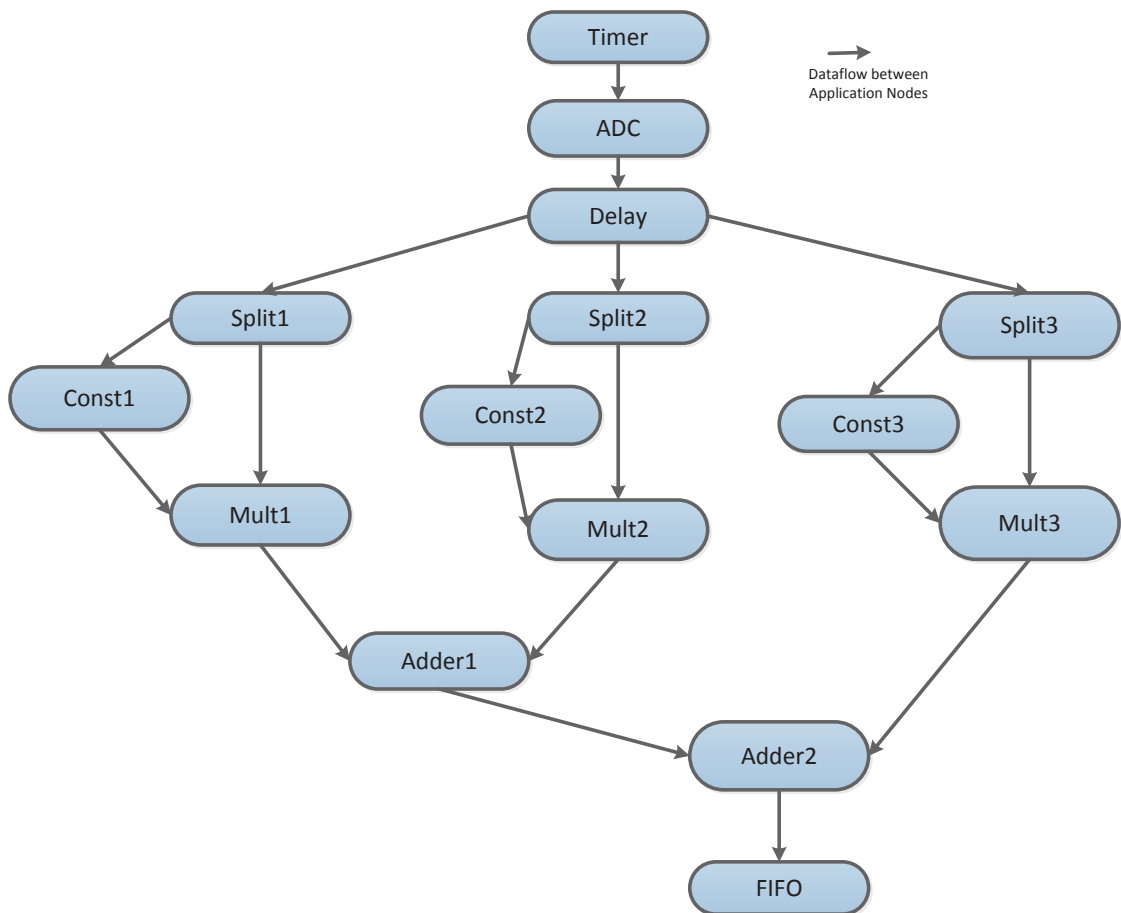 Timer
Dataflow between
Application Nodes
ADC
Delay
Split1
Split2
Split3
Const1
Const2
Const3
Mult1
Mult2
Mult3
Adder1
Adder2
FIFO